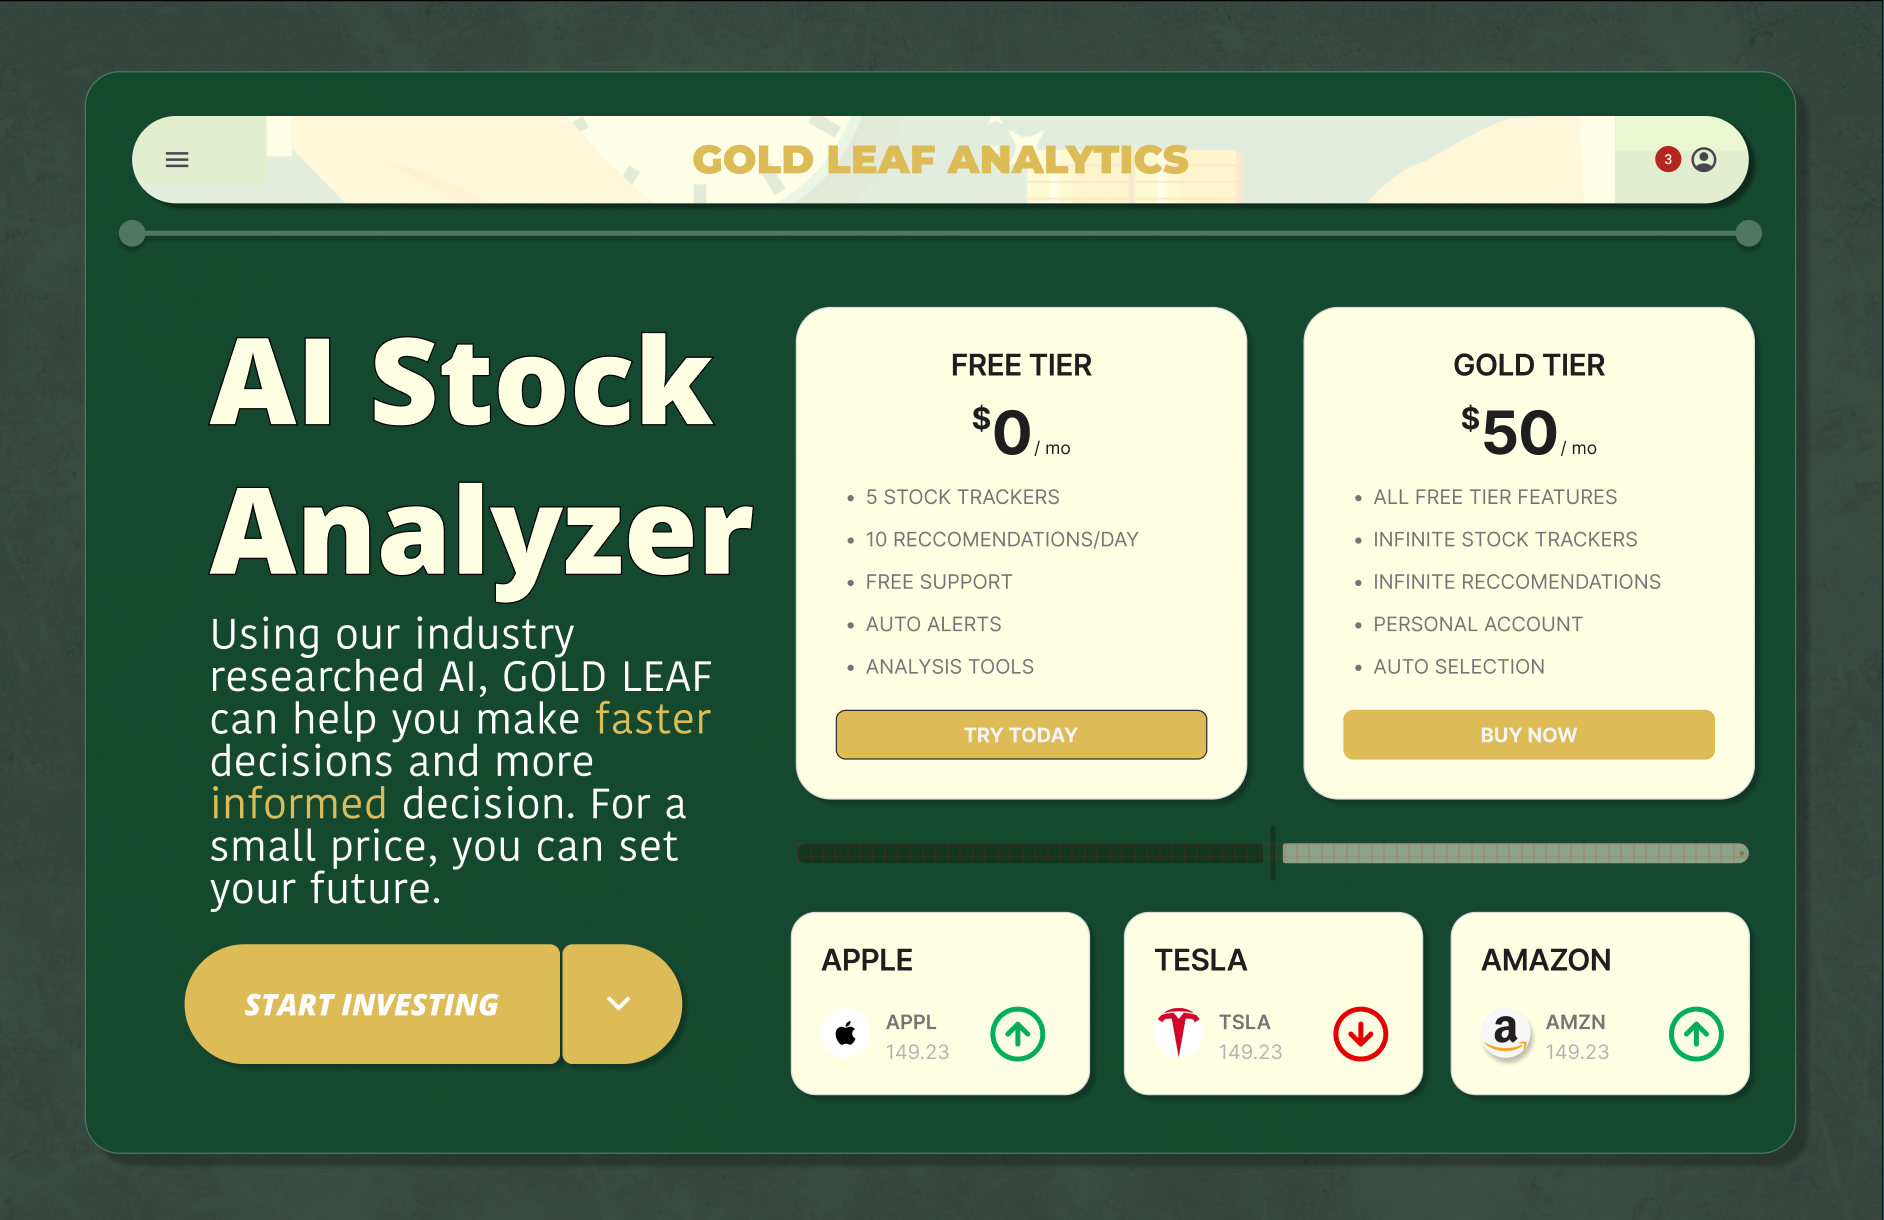 GOLD LEAF ANALYTICS
3
AI Stock
Analyzer
Using our industry
researched AI, GOLD LEAF
can help you make faster
decisions and more
informed decision. For a
small price, you can set
your future.
START INVESTING
FREE TIER
$0/ mo
5 STOCK TRACKERS
10 RECCOMENDATIONS/DAY
FREE SUPPORT
AUTO ALERTS
ANALYSIS TOOLS
TRY TODAY
GOLD TIER
$50/ mo
ALL FREE TIER FEATURES
INFINITE STOCK TRACKERS
INFINITE RECCOMENDATIONS
PERSONAL ACCOUNT
AUTO SELECTION
BUY NOW
APPLE
APPL
149.23
TESLA
TSLA
149.23
AMAZON
a
AMZN
149.23